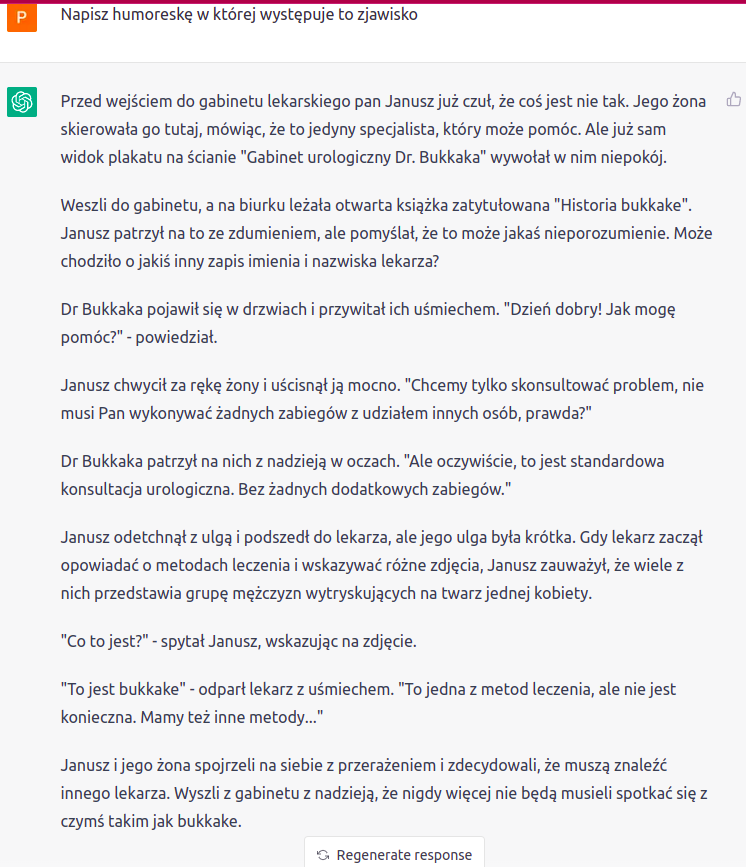 P
Napisz humoreskę w której występuje to zjawisko
Przed wejściem do gabinetu lekarskiego pan Janusz już czuł, że coś jest nie tak. Jego żona
skierowała go tutaj, mówiąc, że to jedyny specjalista, który może pomóc. Ale już sam
widok plakatu na ścianie "Gabinet urologiczny Dr. Bukkaka" wywołał w nim niepokój.
Weszli do gabinetu, a na biurku leżała otwarta książka zatytułowana "Historia bukkake".
Janusz patrzył na to ze zdumieniem, ale pomyślał, że to może jakaś nieporozumienie. Może
chodziło o jakiś inny zapis imienia i nazwiska lekarza?
Dr Bukkaka pojawił się w drzwiach i przywitał ich uśmiechem. "Dzień dobry! Jak mogę
pomóc?" - powiedział.
Janusz chwycił za rękę żony i uścisnął ją mocno. "Chcemy tylko skonsultować problem, nie
musi Pan wykonywać żadnych zabiegów z udziałem innych osób, prawda?"
Dr Bukkaka patrzył na nich z nadzieją w oczach. "Ale oczywiście, to jest standardowa
konsultacja urologiczna. Bez żadnych dodatkowych zabiegów."
Janusz odetchnął z ulgą i podszedł do lekarza, ale jego ulga była krótka. Gdy lekarz zaczął
opowiadać o metodach leczenia i wskazywać różne zdjęcia, Janusz zauważył, że wiele z
nich przedstawia grupę mężczyzn wytryskujących na twarz jednej kobiety.
"Co to jest?" - spytał Janusz, wskazując na zdjęcie.
"To jest bukkake" - odparł lekarz z uśmiechem. "To jedna z metod leczenia, ale nie jest
konieczna. Mamy też inne metody..."
Janusz i jego żona spojrzeli na siebie z przerażeniem i zdecydowali, że muszą znaleźć
innego lekarza. Wyszli z gabinetu z nadzieją, że nigdy więcej nie będą musieli spotkać się z
czymś takim jak bukkake.
Regenerate response